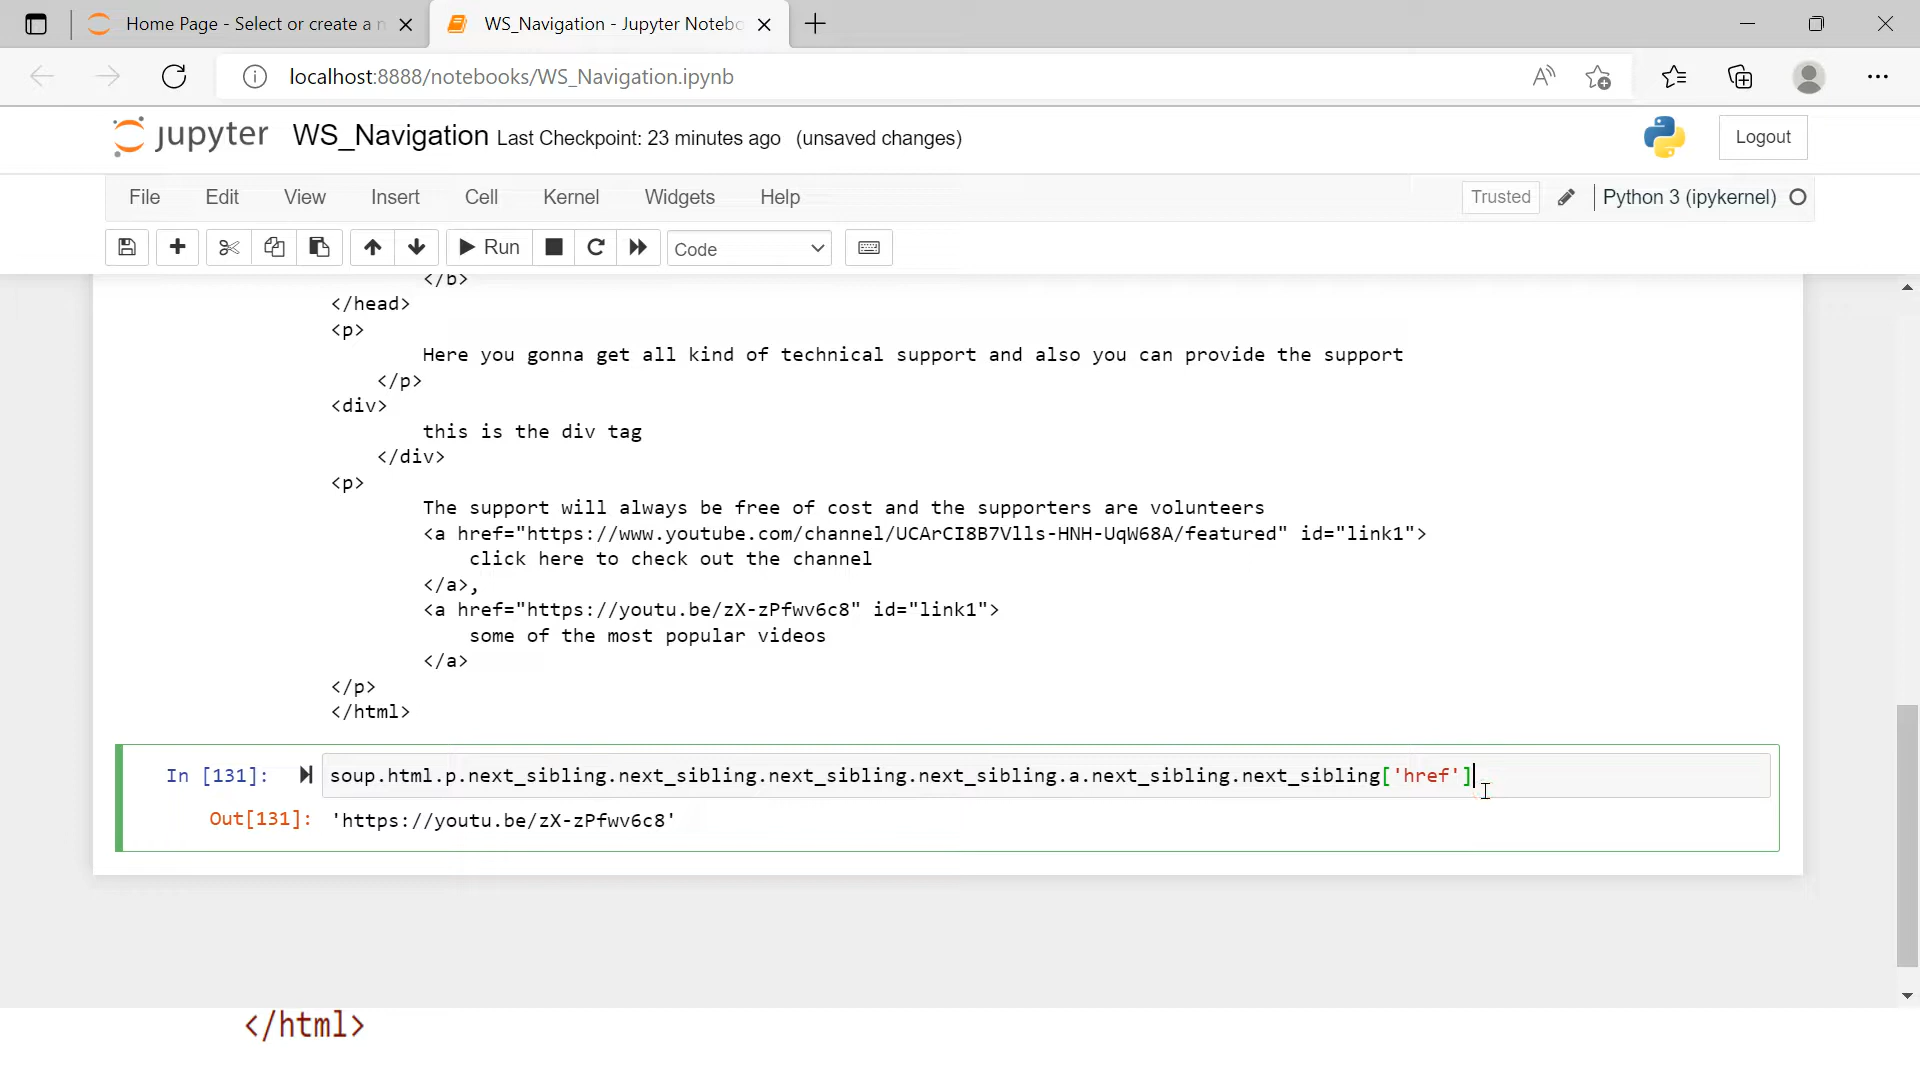 Home Page - Select or create a n
WS_Navigation - Jupyter Notebo
localhost:8888/notebooks/WS_Navigation.ipynb
jupyter WS_Navigation Last Checkpoint: 23 minutes ago (unsaved changes)
Logout
File Edit View Insert Cell Kernel Widgets Help
Trusted
Python 3 (ipykernel)
Run
Code
</b>
</head>
<p>
Here you gonna get all kind of technical support and also you can provide the support
</p>
<div>
this is the div tag
</div>
<p>
The support will always be free of cost and the supporters are volunteers
<a href="https://www.youtube.com/channel/UCArCI8B7Vlls-HNH-UqW68A/featured" id="link1">
click here to check out the channel
</a>,
<a href="https://youtu.be/zX-zPfwv6c8" id="link1">
some of the most popular videos
</a>
</p>
</html>
In [131]: soup.html.p.next_sibling.next_sibling.next_sibling.next_sibling.a.next_sibling.next_sibling['href']
Out[131]: 'https://youtu.be/zX-zPfwv6c8'
</html>